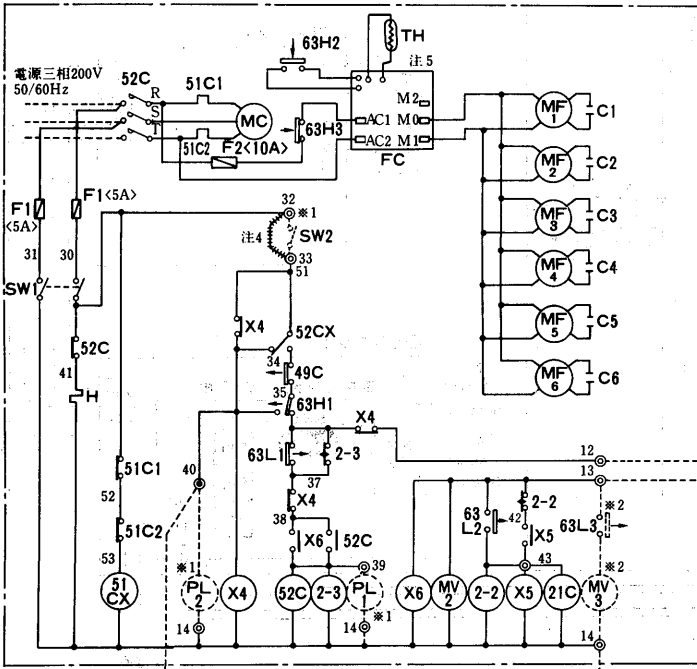 電源三相200V
50/60Hz
52C
R
S
T
51C1
51C2
MC
F2<10A>
63H2
63H3
TH
注5
AC1
AC2
M2
M0
M1
FC
MF
1
C1
MF
2
C2
MF
3
C3
MF
4
C4
MF
5
C5
MF
6
C6
F1
<5A>
F1<5A>
31
30
SW1
32
※1
注4
SW2
33
51
X4
52CX
34
49C
35
63H1
52C
41
H
X4
12
13
40
63L1
2-3
37
X4
38
X6
52C
39
51C1
52
51C2
53
51
CX
※1
PL
2
14
X4
52C
2-3
PL
1
14
※1
63
L2
42
2-2
X5
43
63L3
※2
X6
MV
2
2-2
X5
21C
MV
3
※2
14